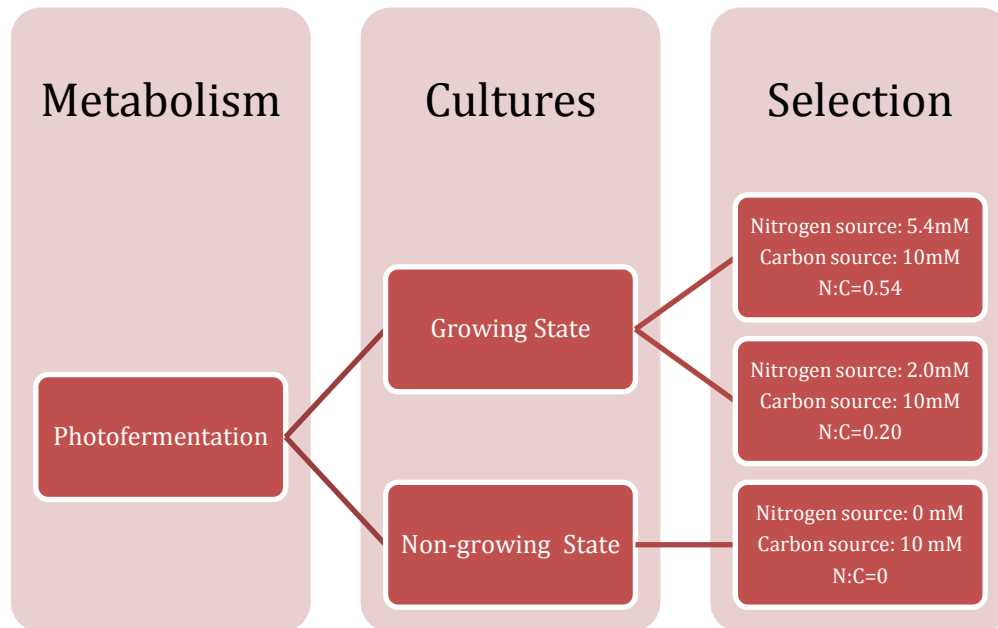 Metabolism
Cultures
Selection
Photofermentation
Growing State
Non-growing State
Nitrogen source: 5.4mM
Carbon source: 10mM
N:C=0.54
Nitrogen source: 2.0mM
Carbon source: 10mM
N:C=0.20
Nitrogen source: 0 mM
Carbon source: 10 mM
N:C=0